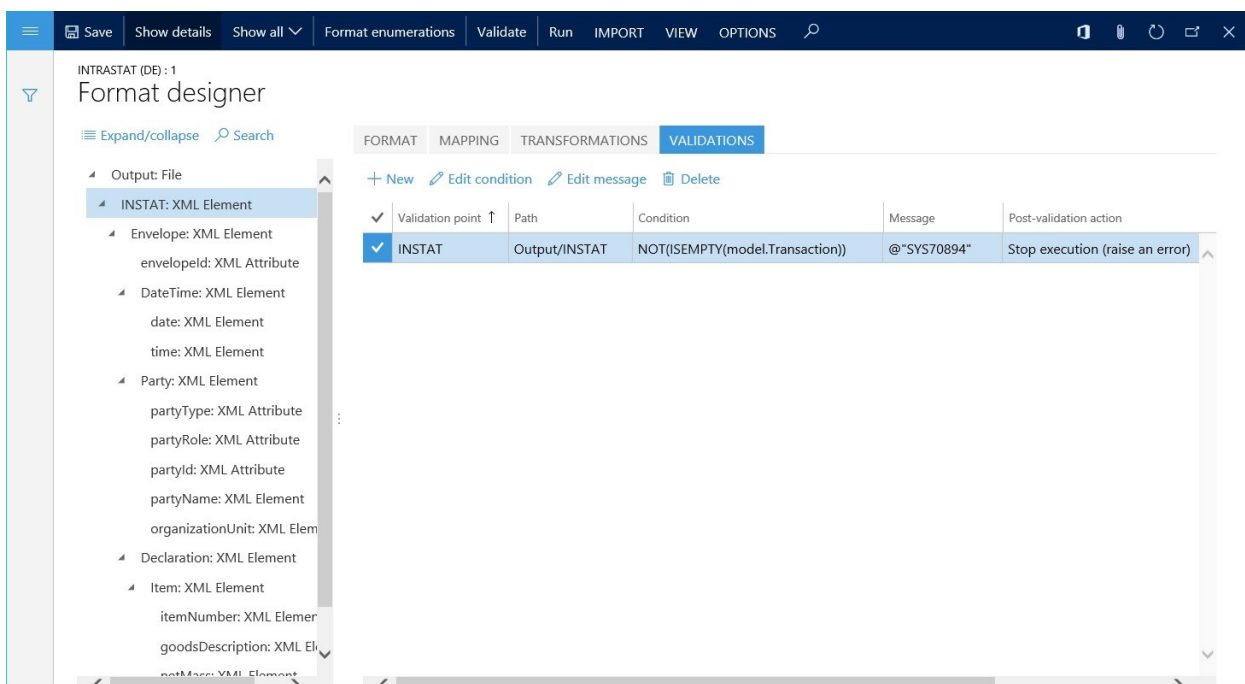 Save Show details Show all Format enumerations Validate Run IMPORT VIEW OPTIONS
INTRASTAT (DE) : 1
Format designer
Expand/collapse Search
FORMAT MAPPING TRANSFORMATIONS VALIDATIONS
Output: File
INSTAT: XML Element
Envelope: XML Element
envelopeId: XML Attribute
DateTime: XML Element
date: XML Element
time: XML Element
Party: XML Element
partyType: XML Attribute
partyRole: XML Attribute
partyId: XML Attribute
partyName: XML Element
organizationUnit: XML Elem
Declaration: XML Element
Item: XML Element
itemNumber: XML Elemen
goodsDescription: XML El
netMass: XML Element
New Edit condition Edit message Delete
Validation point Path Condition Message Post-validation action
INSTAT Output/INSTAT NOT(ISEMPTY(model.Transaction)) @"SYS70894" Stop execution (raise an error)